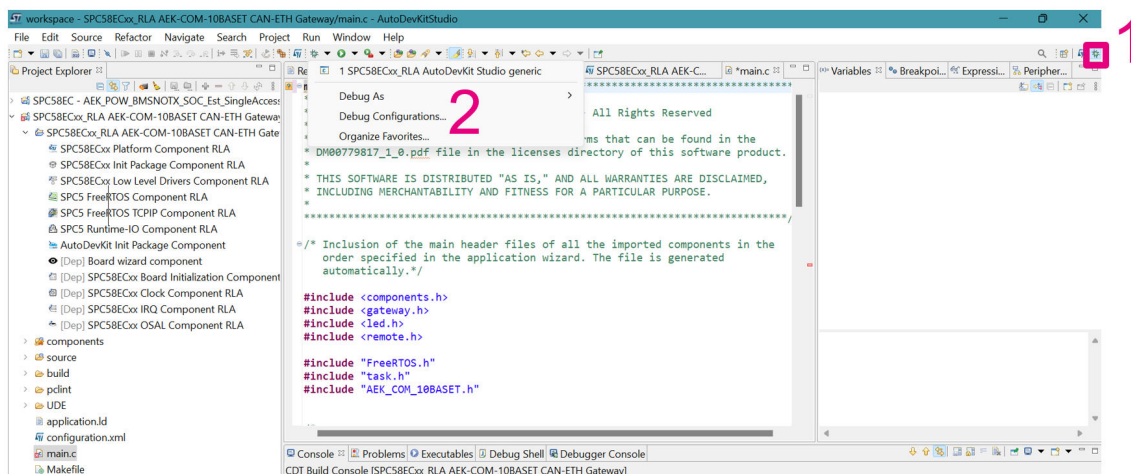 workspace - SPC58ECxx_RLA AEK-COM-10BASET CAN-ETH Gateway/main.c - AutoDevKitStudio
1
File Edit Source Refactor Navigate Search Project Run Window Help
Project Explorer
Re
SPC58ECxx_RLA AEK-C...
*main.c
Variables
Breakpoi...
Expressi...
Peripher...
1 SPC58ECxx_RLA AutoDevKit Studio generic
Debug As
Debug Configurations...
Organize Favorites...
2
SPC58EC - AEK_POW_BMSNOTX_SOC_Est_SingleAccess
SPC58ECxx_RLA AEK-COM-10BASET CAN-ETH Gateway
SPC58ECxx_RLA AEK-COM-10BASET CAN-ETH Gate
SPC58ECxx Platform Component RLA
SPC58ECxx Init Package Component RLA
SPC58ECxx Low Level Drivers Component RLA
SPC5 FreeRTOS Component RLA
SPC5 FreeRTOS TCPIP Component RLA
SPC5 Runtime-IO Component RLA
AutoDevKit Init Package Component
[Dep] Board wizard component
[Dep] SPC58ECxx Board Initialization Component
[Dep] SPC58ECxx Clock Component RLA
[Dep] SPC58ECxx IRQ Component RLA
[Dep] SPC58ECxx OSAL Component RLA
components
source
build
pclint
UDE
application.ld
configuration.xml
main.c
Makefile
All Rights Reserved
rms that can be found in the
* DM00779817_1_0.pdf file in the licenses directory of this software product.
*
* THIS SOFTWARE IS DISTRIBUTED "AS IS," AND ALL WARRANTIES ARE DISCLAIMED,
* INCLUDING MERCHANTABILITY AND FITNESS FOR A PARTICULAR PURPOSE.
*
*****************************************************************************/
/* Inclusion of the main header files of all the imported components in the
order specified in the application wizard. The file is generated
automatically.*/
#include <components.h>
#include <gateway.h>
#include <led.h>
#include <remote.h>
#include "FreeRTOS.h"
#include "task.h"
#include "AEK_COM_10BASET.h"
Console
Problems
Executables
Debug Shell
Debugger Console
CDT Build Console [SPC58ECxx_RLA AEK-COM-10BASET CAN-ETH Gateway]